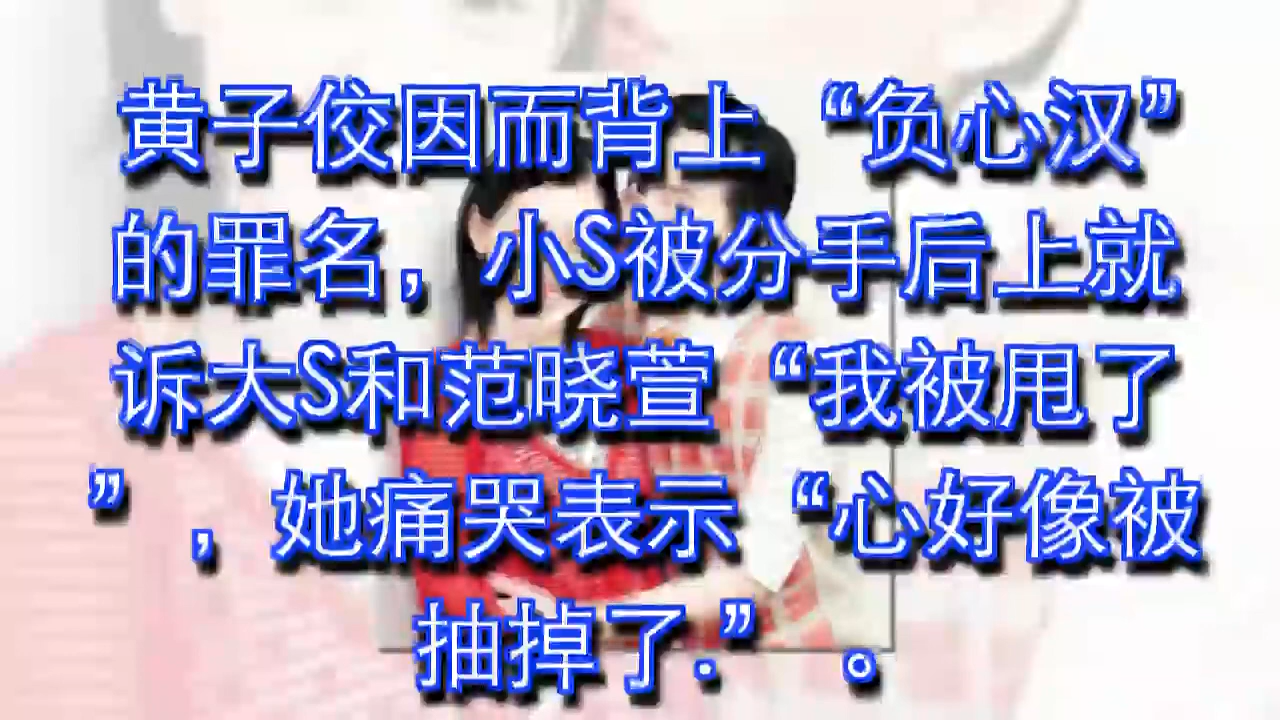 黄子佼因而背上“负心汉”
的罪名，小S被分手后上就
诉大S和范晓萱“我被甩了
”，她痛哭表示“心好像被
抽掉了.”。